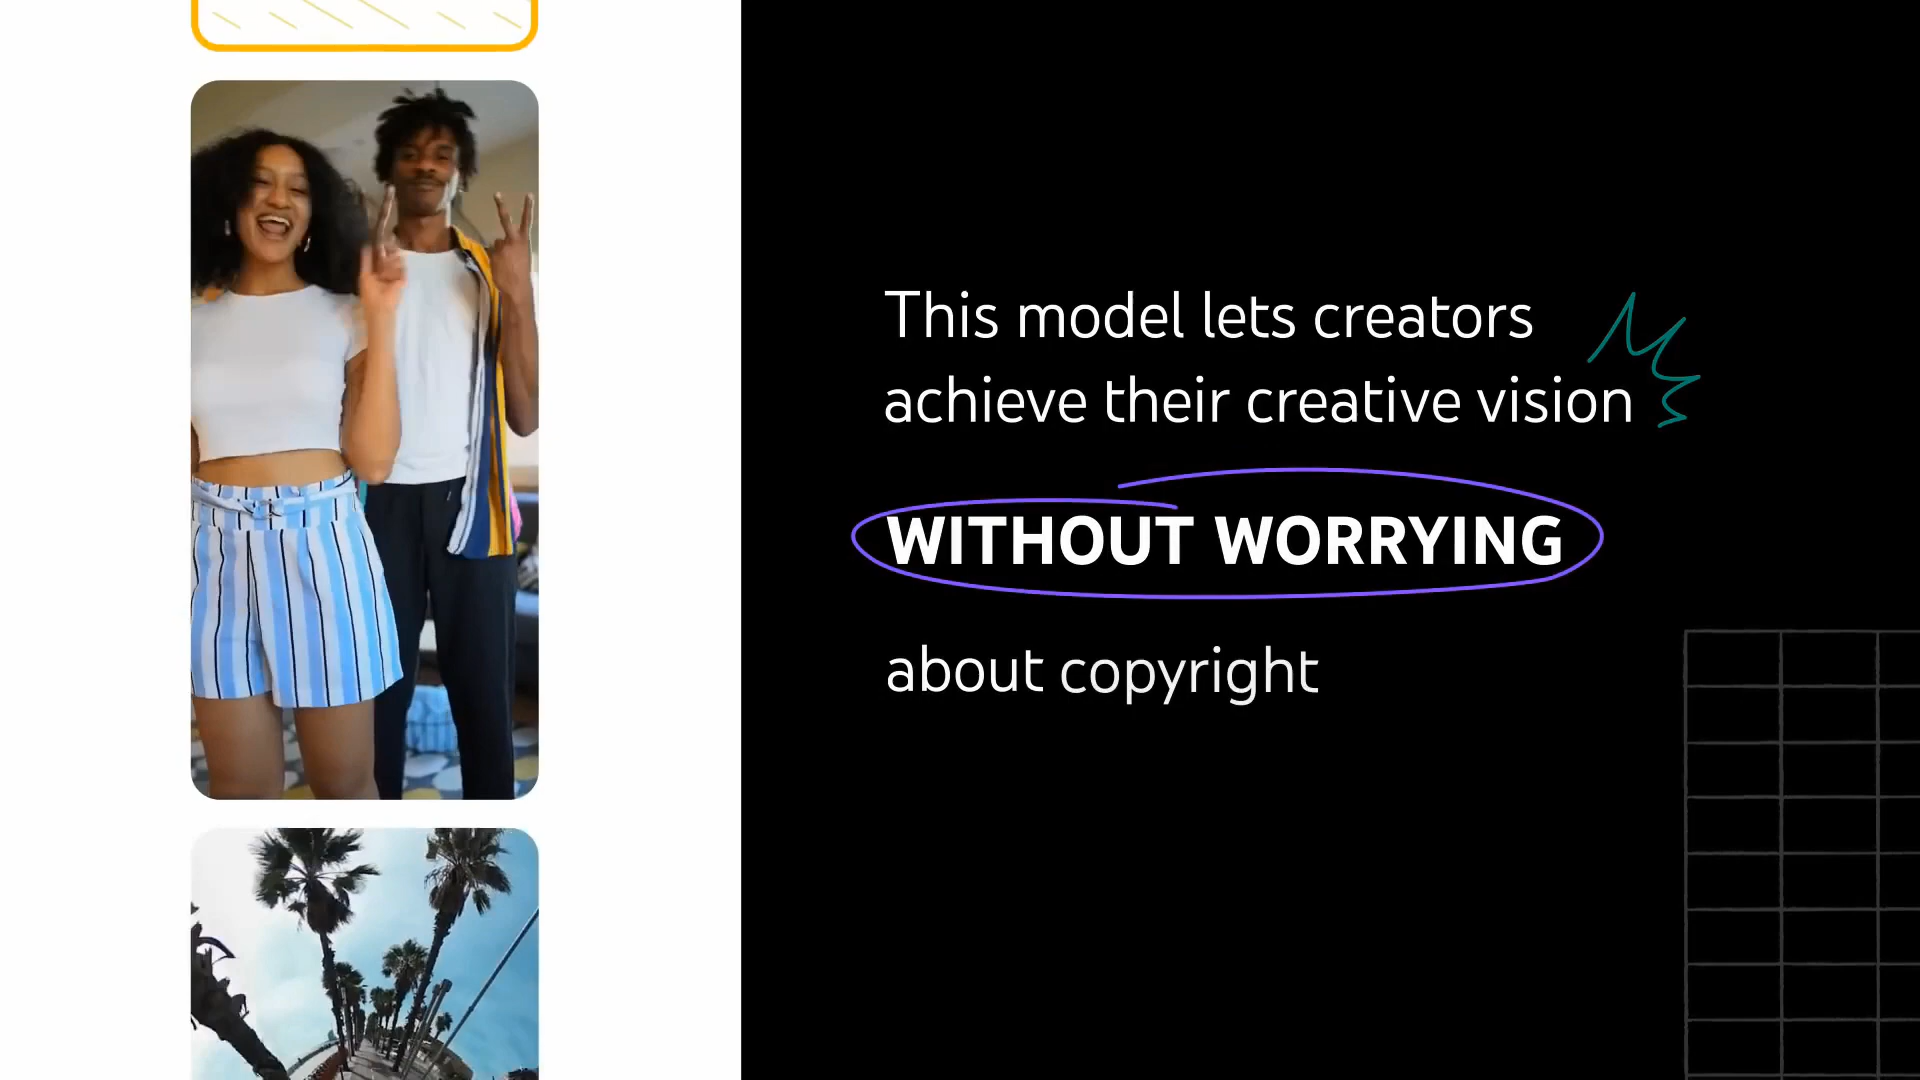 This model lets creators
achieve their creative vision
WITHOUT WORRYING
about copyright